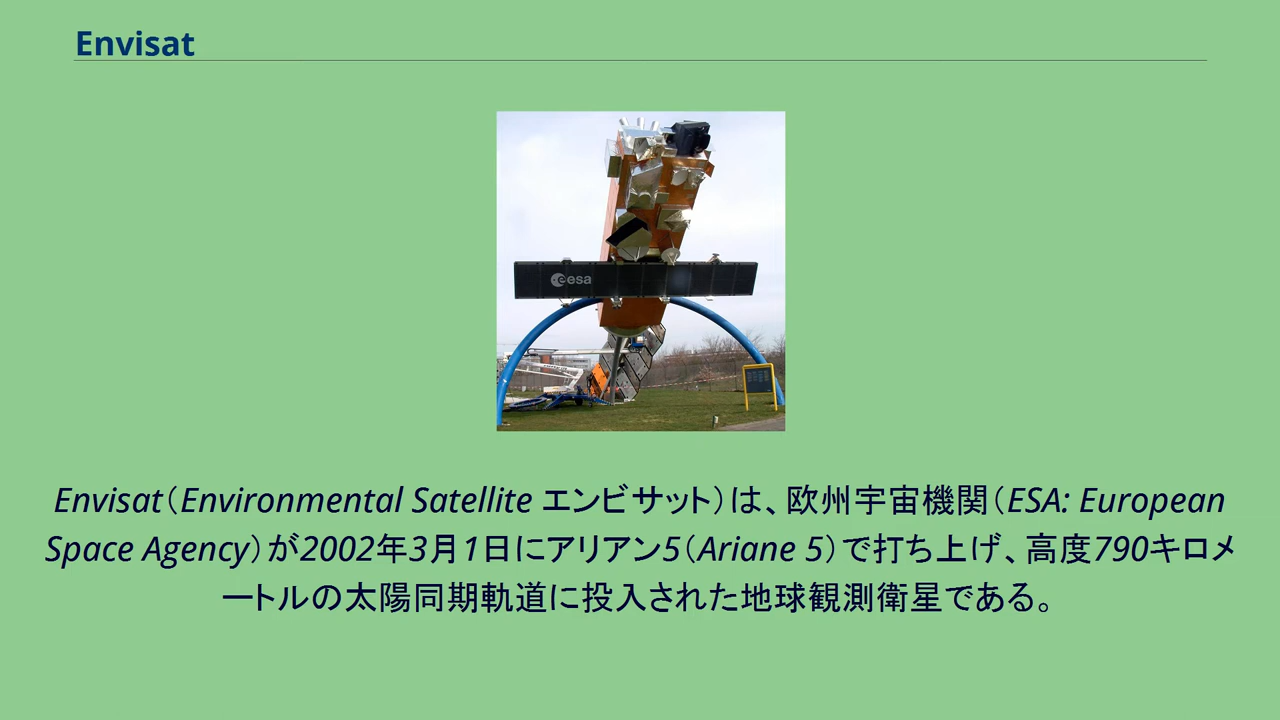 Envisat
esa
Envisat（Environmental Satellite エンビサット）は、欧州宇宙機関（ESA: European
Space Agency）が2002年3月1日にアリアン5（Ariane 5）で打ち上げ、高度790キロメ
ートルの太陽同期軌道に投入された地球観測衛星である。